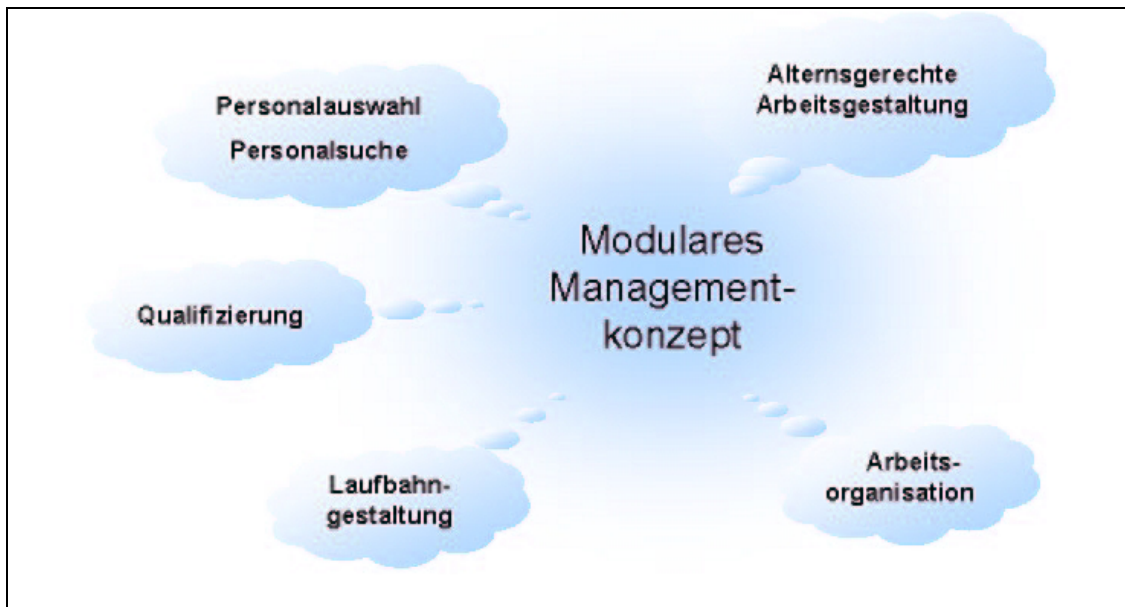 Personalauswahl
Personalsuche
Alternsgerechte
Arbeitsgestaltung
Modulares
Management-
konzept
Qualifizierung
Laufbahn-
gestaltung
Arbeits-
organisation